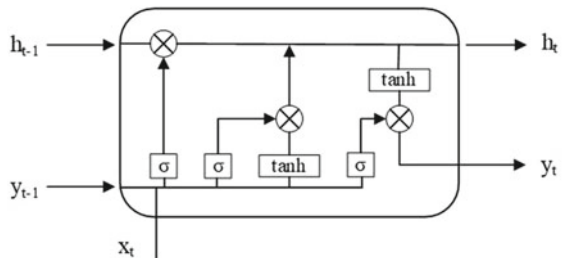 h_{t-1}
h_t
tanh
σ
σ
tanh
σ
y_{t-1}
y_t
x_t